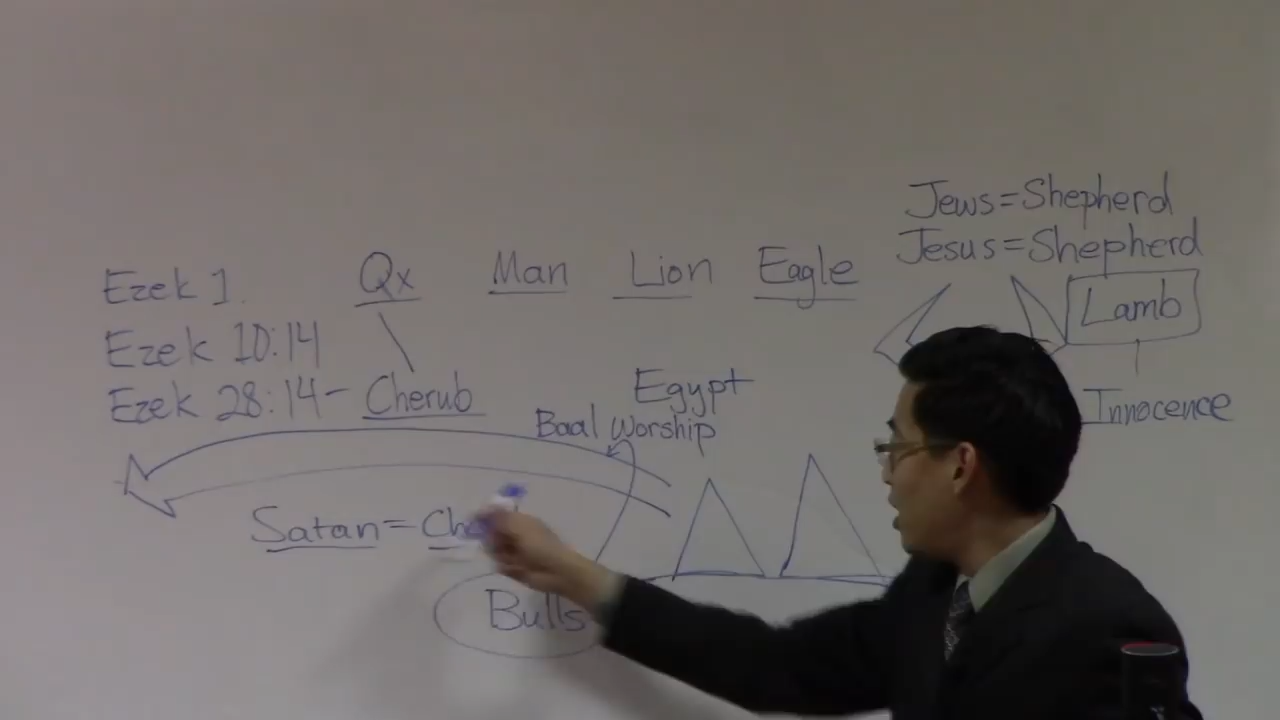 Jews=Shepherd
Jesus=Shepherd
Ezek 1. Ox Man Lion Eagle
Lamb
Ezek 10:14
Ezek 28:14- Cherub
Egypt
Innocence
Baal Worship
Satan=
Bulls